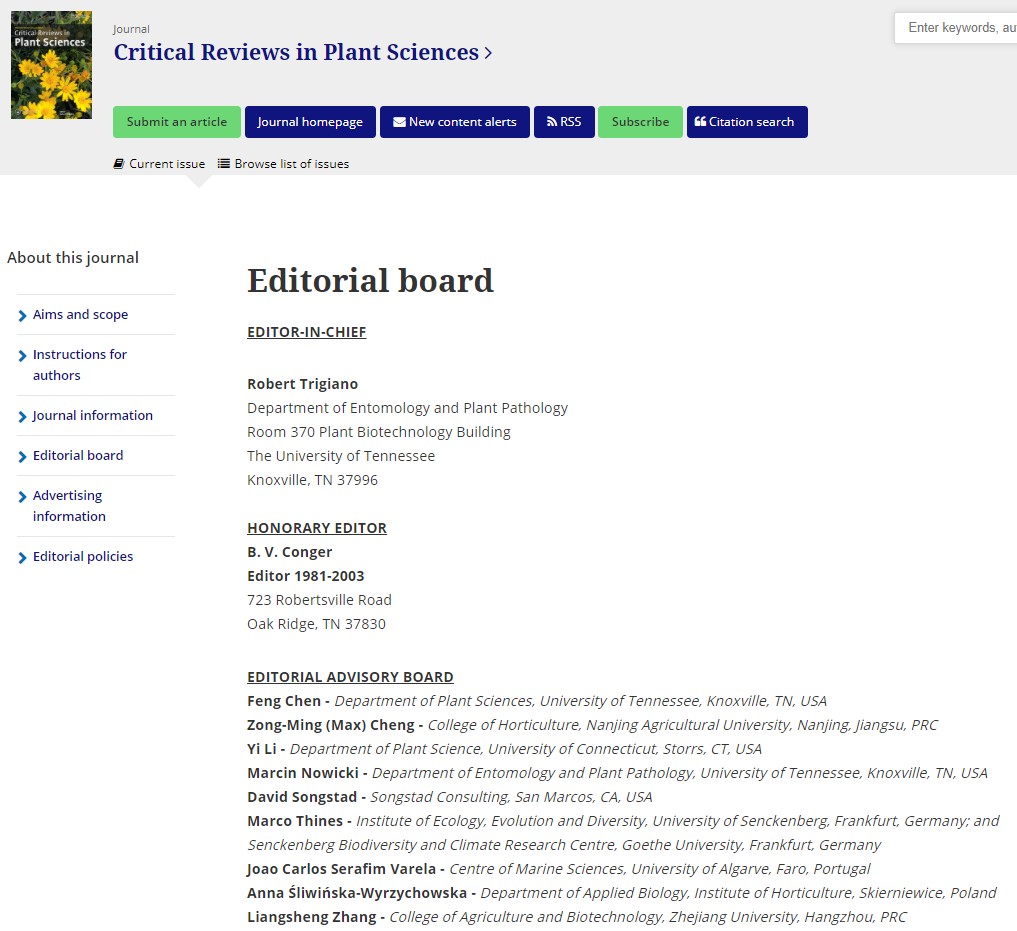 Critical Reviews in
Plant Sciences
Journal
Critical Reviews in Plant Sciences
Enter keywords, au
Submit an article
Journal homepage
New content alerts
RSS
Subscribe
Citation search
Current issue
Browse list of issues
About this journal
Aims and scope
Instructions for
authors
Journal information
Editorial board
Advertising
information
Editorial policies
Editorial board
EDITOR-IN-CHIEF
Robert Trigiano
Department of Entomology and Plant Pathology
Room 370 Plant Biotechnology Building
The University of Tennessee
Knoxville, TN 37996
HONORARY EDITOR
B. V. Conger
Editor 1981-2003
723 Robertsville Road
Oak Ridge, TN 37830
EDITORIAL ADVISORY BOARD
Feng Chen - Department of Plant Sciences, University of Tennessee, Knoxville, TN, USA
Zong-Ming (Max) Cheng - College of Horticulture, Nanjing Agricultural University, Nanjing, Jiangsu, PRC
Yi Li - Department of Plant Science, University of Connecticut, Storrs, CT, USA
Marcin Nowicki - Department of Entomology and Plant Pathology, University of Tennessee, Knoxville, TN, USA
David Songstad - Songstad Consulting, San Marcos, CA, USA
Marco Thines - Institute of Ecology, Evolution and Diversity, University of Senckenberg, Frankfurt, Germany; and
Senckenberg Biodiversity and Climate Research Centre, Goethe University, Frankfurt, Germany
Joao Carlos Serafim Varela - Centre of Marine Sciences, University of Algarve, Faro, Portugal
Anna Śliwińska-Wyrzychowska - Department of Applied Biology, Institute of Horticulture, Skierniewice, Poland
Liangsheng Zhang - College of Agriculture and Biotechnology, Zhejiang University, Hangzhou, PRC